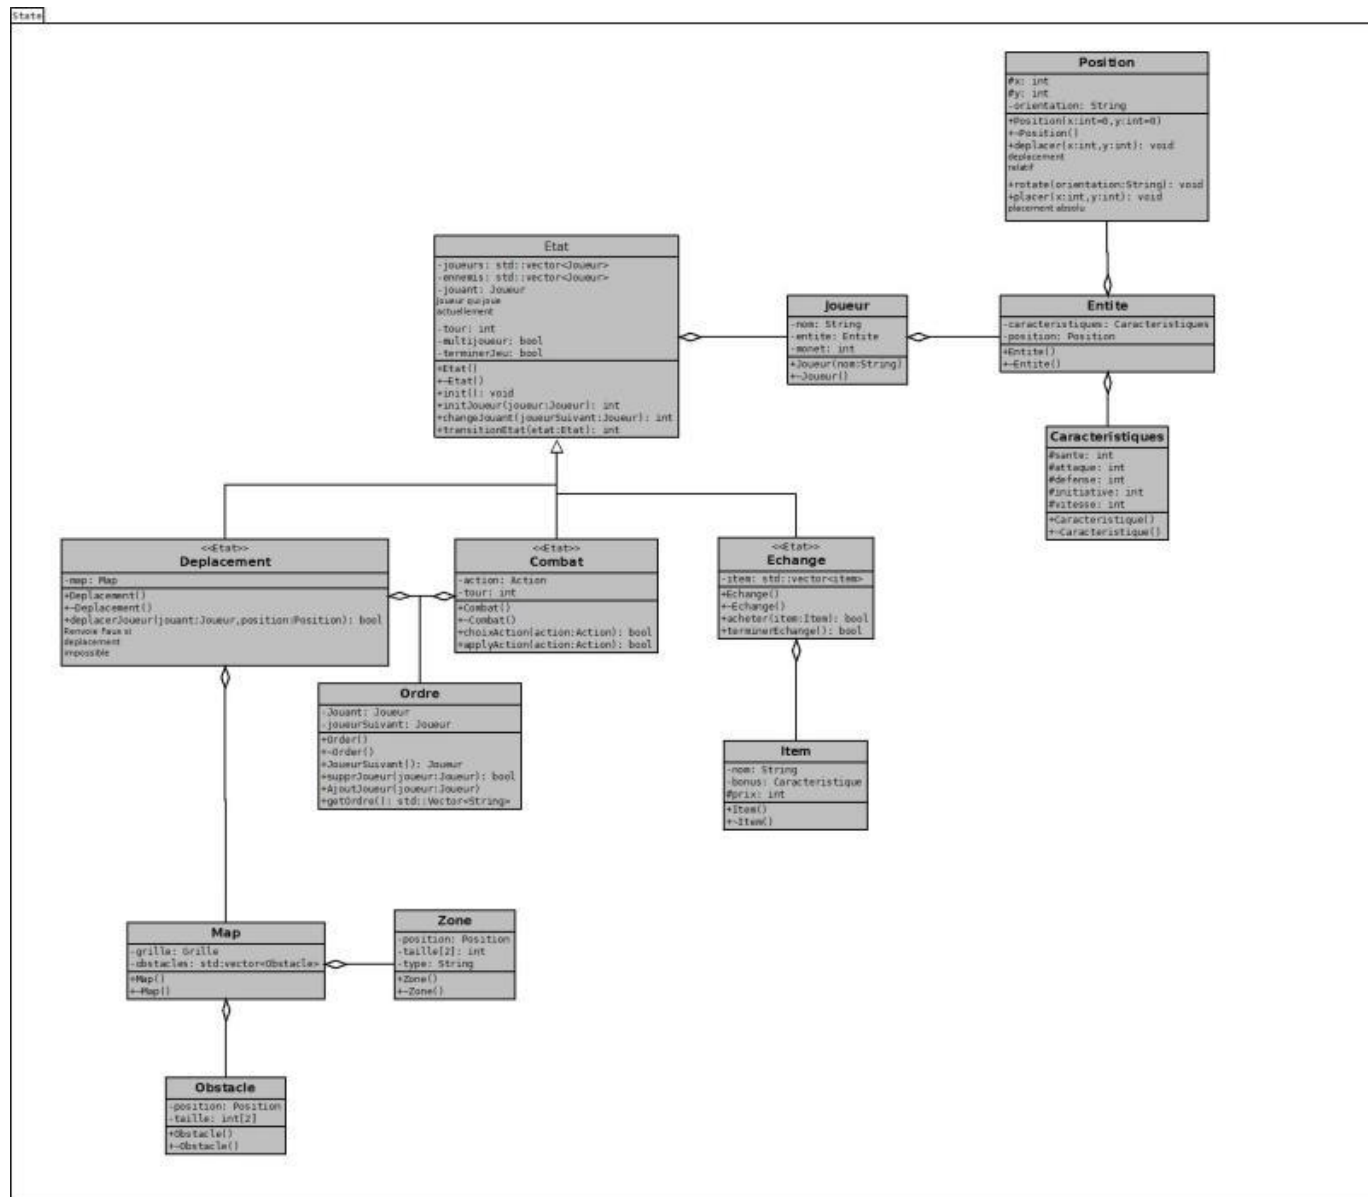 State
Position
#x: int
#y: int
-orientation: String
+Position(x:int=0,y:int=0)
+~Position()
+deplacer(x:int,y:int): void
deplacement
relatif
+rotate(orientation:String): void
+placer(x:int,y:int): void
placement absolu
Etat
-joueurs: std::vector<Joueur>
-ennemis: std::vector<Joueur>
-jouant: Joueur
Joueur qui joue
actuellement
-tour: int
-multijoueur: bool
-terminerJeu: bool
+Etat()
+~Etat()
+init(): void
+initJoueur(joueur:Joueur): int
+changeJouant(joueurSuivant:Joueur): int
+transitionEtat(etat:Etat): int
Joueur
-nom: String
-entite: Entite
-monet: int
+Joueur(nom:String)
+~Joueur()
Entite
-caracteristiques: Caracteristiques
-position: Position
+Entite()
+~Entite()
Caracteristiques
#sante: int
#attaque: int
#defense: int
#initiative: int
#vitesse: int
+Caracteristique()
+~Caracteristique()
<<Etat>>
Deplacement
-map: Map
+Deplacement()
+~Deplacement()
+deplacerJoueur(jouant:Joueur,position:Position): bool
Renvoie Faux si
deplacement
impossible
<<Etat>>
Combat
-action: Action
-tour: int
+Combat()
+~Combat()
+choixAction(action:Action): bool
+applyAction(action:Action): bool
<<Etat>>
Echange
-item: std::vector<item>
+Echange()
+~Echange()
+acheter(item:Item): bool
+terminerEchange(): bool
Ordre
-Jouant: Joueur
-joueurSuivant: Joueur
+Order()
+~Order()
+JoueurSuivant(): Joueur
+supprJoueur(joueur:Joueur): bool
+AjoutJoueur(joueur:Joueur)
+getOrdre(): std::Vector<String>
Item
-nom: String
-bonus: Caracteristique
#prix: int
+Item()
+~Item()
Map
-grille: Grille
-obstacles: std:vector<Obstacle>
+Map()
+~Map()
Zone
-position: Position
-taille[2]: int
-type: String
+Zone()
+~Zone()
Obstacle
-position: Position
-taille: int[2]
+Obstacle()
+~Obstacle()